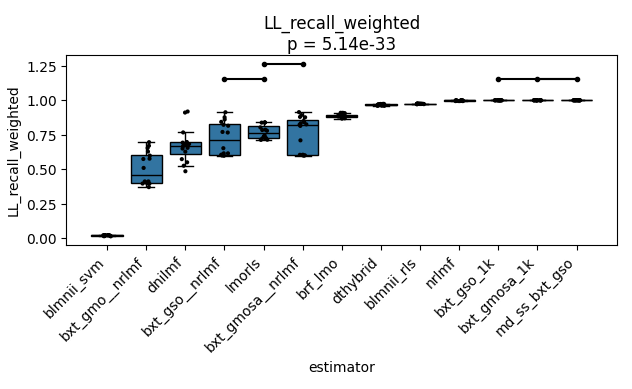 LL_recall_weighted
p = 5.14e-33
LL_recall_weighted
1.25
1.00
0.75
0.50
0.25
0.00
blmnii_svm
bxt_gmo__nrlmf
dnilmf
bxt_gso__nrlmf
lmorls
bxt_gmosa__nrlmf
brf_lmo
dthybrid
blmnii_rls
nrlmf
bxt_gso_1k
bxt_gmosa_1k
md_ss_bxt_gso
estimator